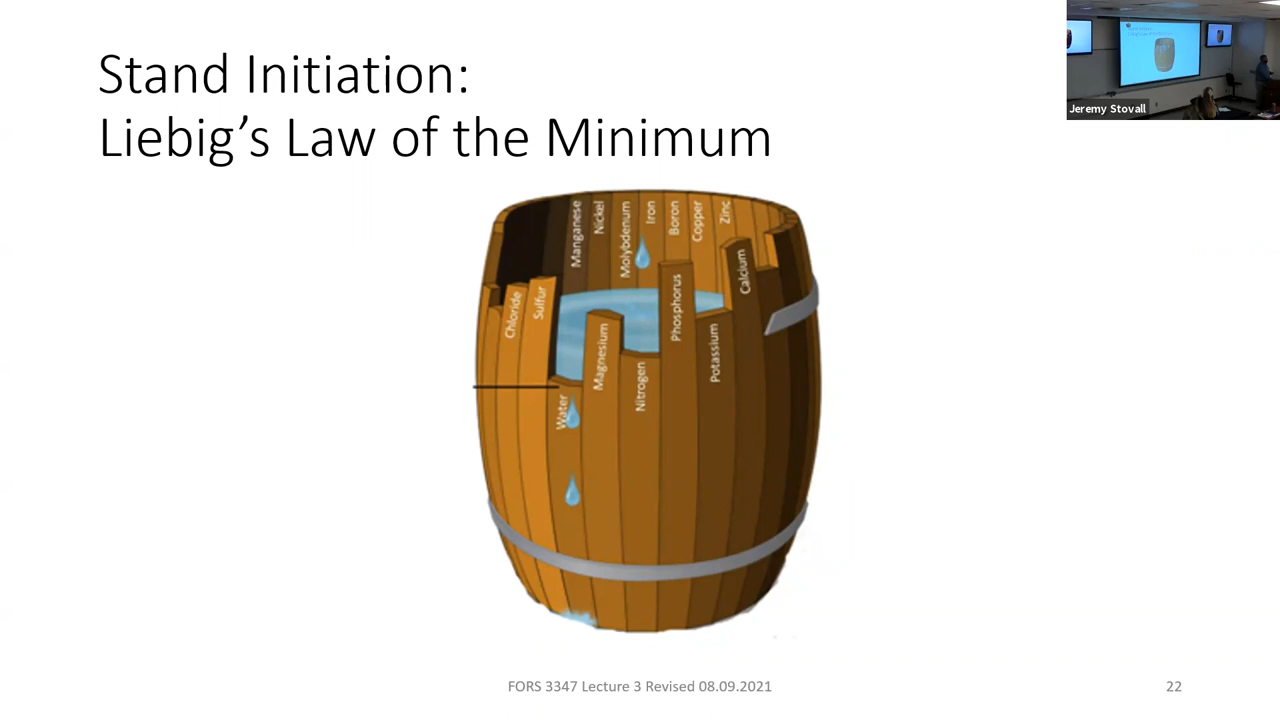 Stand Initiation:
Liebig’s Law of the Minimum
Jeremy Stovall
Manganese
Nickel
Molybdenum
Iron
Boron
Copper
Zinc
Chloride
Sulfur
Water
Magnesium
Nitrogen
Phosphorus
Potassium
Calcium
FORS 3347 Lecture 3 Revised 08.09.2021
22